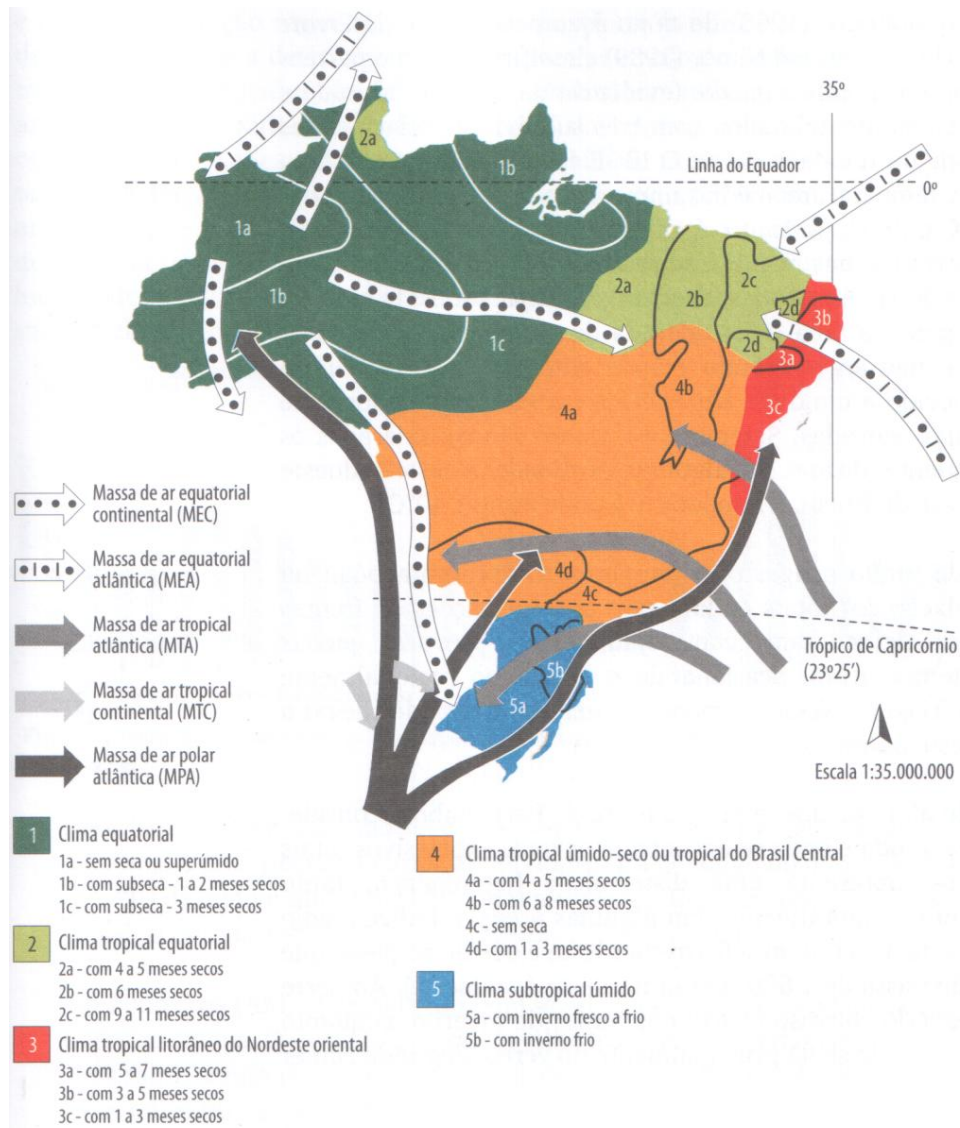 35º
Linha do Equador
0º
2a
1b
1a
1b
1c
2a
2b
2c
2d
3b
2d
3a
3c
4a
4b
4d
4c
5b
5a
Trópico de Capricórnio
(23º25')
Escala 1:35.000.000
Massa de ar equatorial
continental (MEC)
Massa de ar equatorial
atlântica (MEA)
Massa de ar tropical
atlântica (MTA)
Massa de ar tropical
continental (MTC)
Massa de ar polar
atlântica (MPA)
1 Clima equatorial
1a - sem seca ou superúmido
1b - com subseca - 1 a 2 meses secos
1c - com subseca - 3 meses secos
2 Clima tropical equatorial
2a - com 4 a 5 meses secos
2b - com 6 meses secos
2c - com 9 a 11 meses secos
3 Clima tropical litorâneo do Nordeste oriental
3a - com 5 a 7 meses secos
3b - com 3 a 5 meses secos
3c - com 1 a 3 meses secos
4 Clima tropical úmido-seco ou tropical do Brasil Central
4a - com 4 a 5 meses secos
4b - com 6 a 8 meses secos
4c - sem seca
4d - com 1 a 3 meses secos
5 Clima subtropical úmido
5a - com inverno fresco a frio
5b - com inverno frio